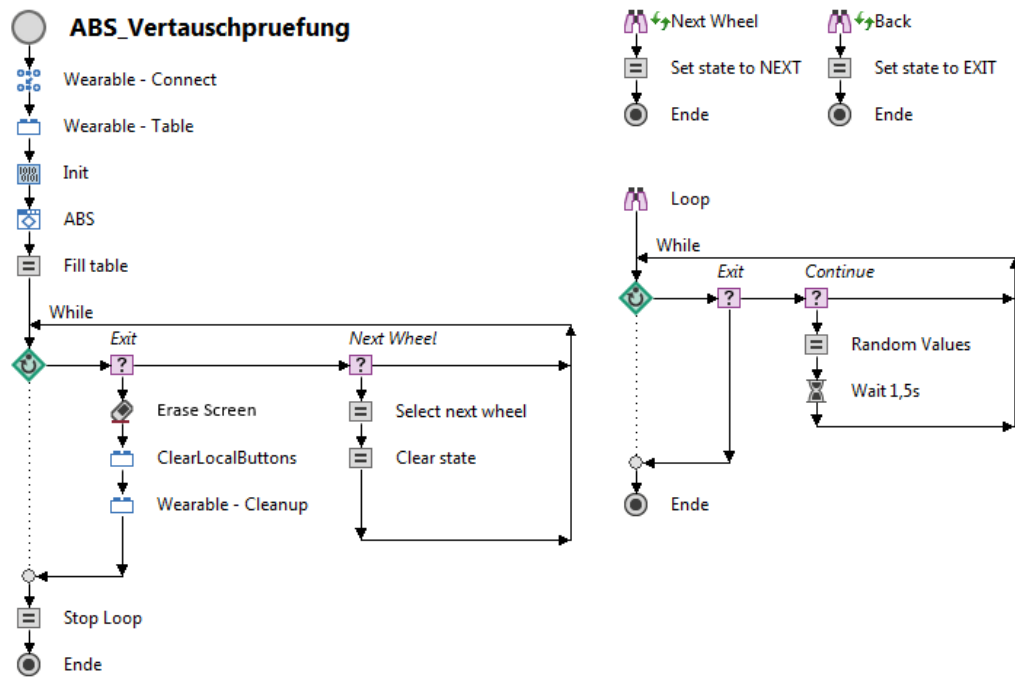 ABS_Vertauschpruefung
Wearable - Connect
Wearable - Table
Init
ABS
Fill table
While
Exit
Next Wheel
Erase Screen
Select next wheel
ClearLocalButtons
Clear state
Wearable - Cleanup
Stop Loop
Ende
Next Wheel
Set state to NEXT
Ende
Back
Set state to EXIT
Ende
Loop
While
Exit
Continue
Random Values
Wait 1,5s
Ende